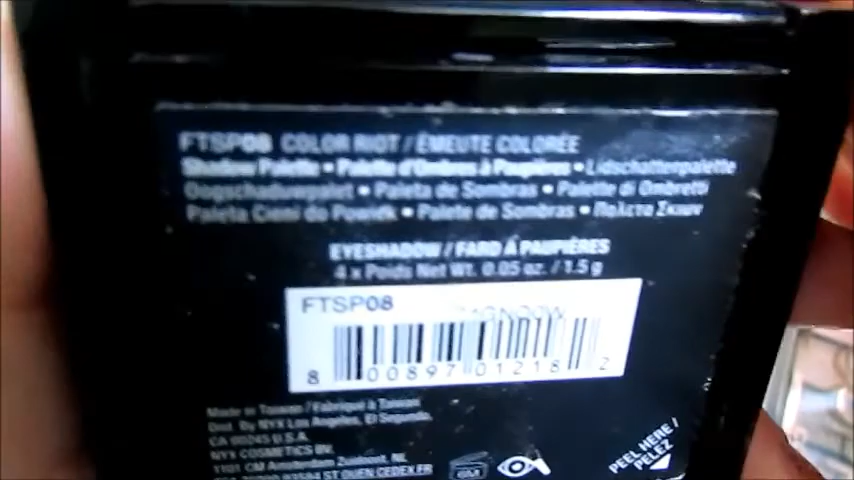 FTSP08 COLOR RIOT / ÉMEUTE COLORÉE
Shadow Palette • Palette d'Ombres à Paupières • Lidschattenpalette
Oogschaduwpalet • Paleta de Sombras • Palette di Ombretti
Paleta Cieni do Powiek • Palette de Sombras • Παλέτα Σκιών
EYESHADOW / FARD À PAUPIÈRES
4 x Poids Net Wt. 0.05 oz. / 1.5 g
FTSP08
8 00897 01218 2
Made in Taiwan / Fabriqué à Taiwan
Dist. By NYX Los Angeles, El Segundo,
CA 90245 U.S.A.
NYX COSMETICS BV.
1101 CM Amsterdam Zuidoost, NL
93584 ST OUEN CEDEX.FR
PEEL HERE /
PELEZ